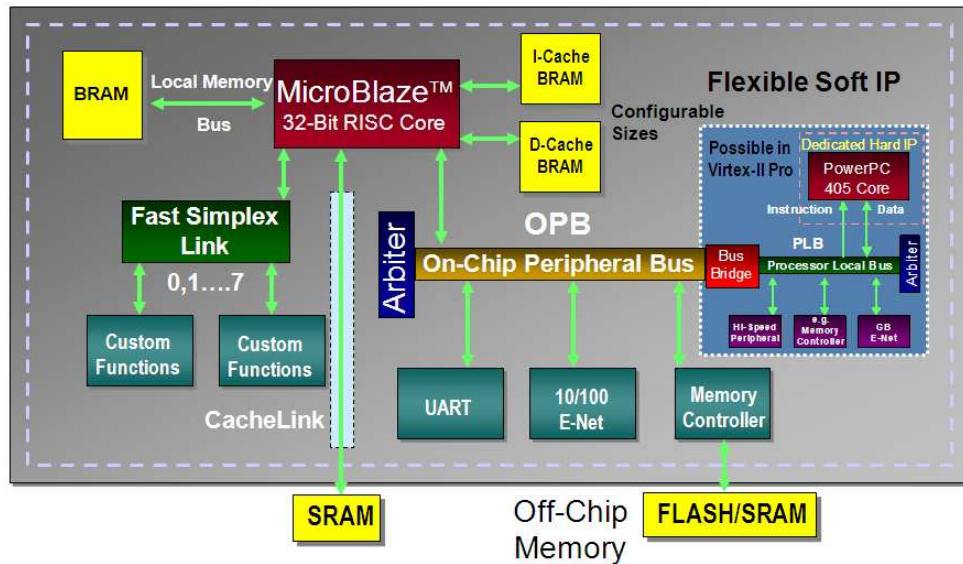 BRAM
Local Memory
Bus
MicroBlaze™
32-Bit RISC Core
I-Cache
BRAM
D-Cache
BRAM
Configurable
Sizes
Flexible Soft IP
Possible in
Virtex-II Pro
Dedicated Hard IP
PowerPC
405 Core
Instruction
Data
PLB
Processor Local Bus
Arbiter
Bus
Bridge
HI-Speed
Peripheral
e.g.
Memory
Controller
GB
E-Net
Fast Simplex
Link
0,1....7
Custom
Functions
Custom
Functions
CacheLink
OPB
Arbiter
On-Chip Peripheral Bus
UART
10/100
E-Net
Memory
Controller
SRAM
Off-Chip
Memory
FLASH/SRAM